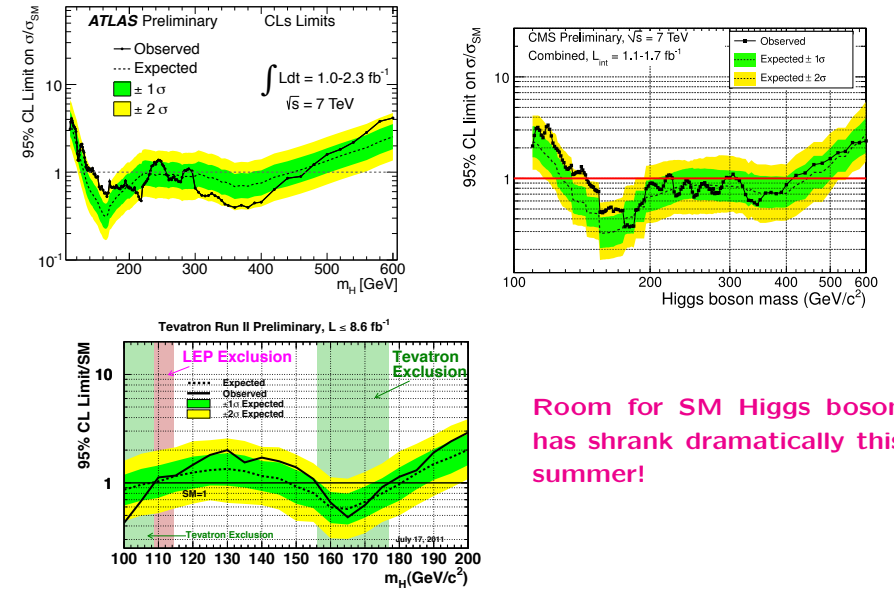 ATLAS Preliminary CLs Limits
Observed
Expected
± 1σ
± 2σ
∫ Ldt = 1.0-2.3 fb-1
√s = 7 TeV
95% CL Limit on σ/σSM
10
1
10-1
200 300 400 500 600
mH [GeV]
CMS Preliminary, √s = 7 TeV
Combined, Lint = 1.1-1.7 fb-1
Observed
Expected ± 1σ
Expected ± 2σ
95% CL limit on σ/σSM
10
1
100 200 300 400 500 600
Higgs boson mass (GeV/c2)
Tevatron Run II Preliminary, L ≤ 8.6 fb-1
LEP Exclusion
Tevatron
Exclusion
Expected
Observed
±1σ Expected
±2σ Expected
95% CL Limit/SM
10
1
SM=1
Tevatron Exclusion
July 17, 2011
100 110 120 130 140 150 160 170 180 190 200
mH(GeV/c2)
Room for SM Higgs boson
has shrank dramatically this
summer!